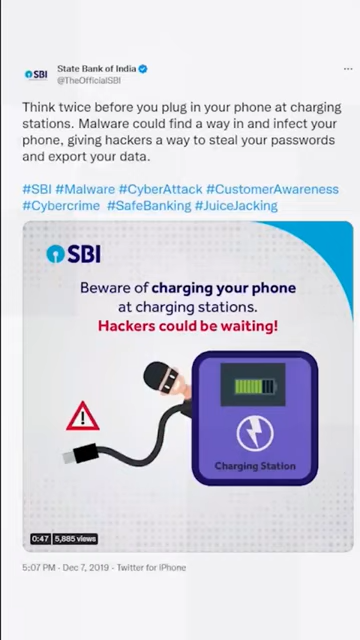 SBI
State Bank of India
...
@TheOfficialSBI
Think twice before you plug in your phone at charging
stations. Malware could find a way in and infect your
phone, giving hackers a way to steal your passwords
and export your data.
#SBI #Malware #CyberAttack #CustomerAwareness
#Cybercrime #SafeBanking #JuiceJacking
SBI
Beware of charging your phone
at charging stations.
Hackers could be waiting!
Charging Station
0:47 5,885 views
5:07 PM - Dec 7, 2019 - Twitter for iPhone